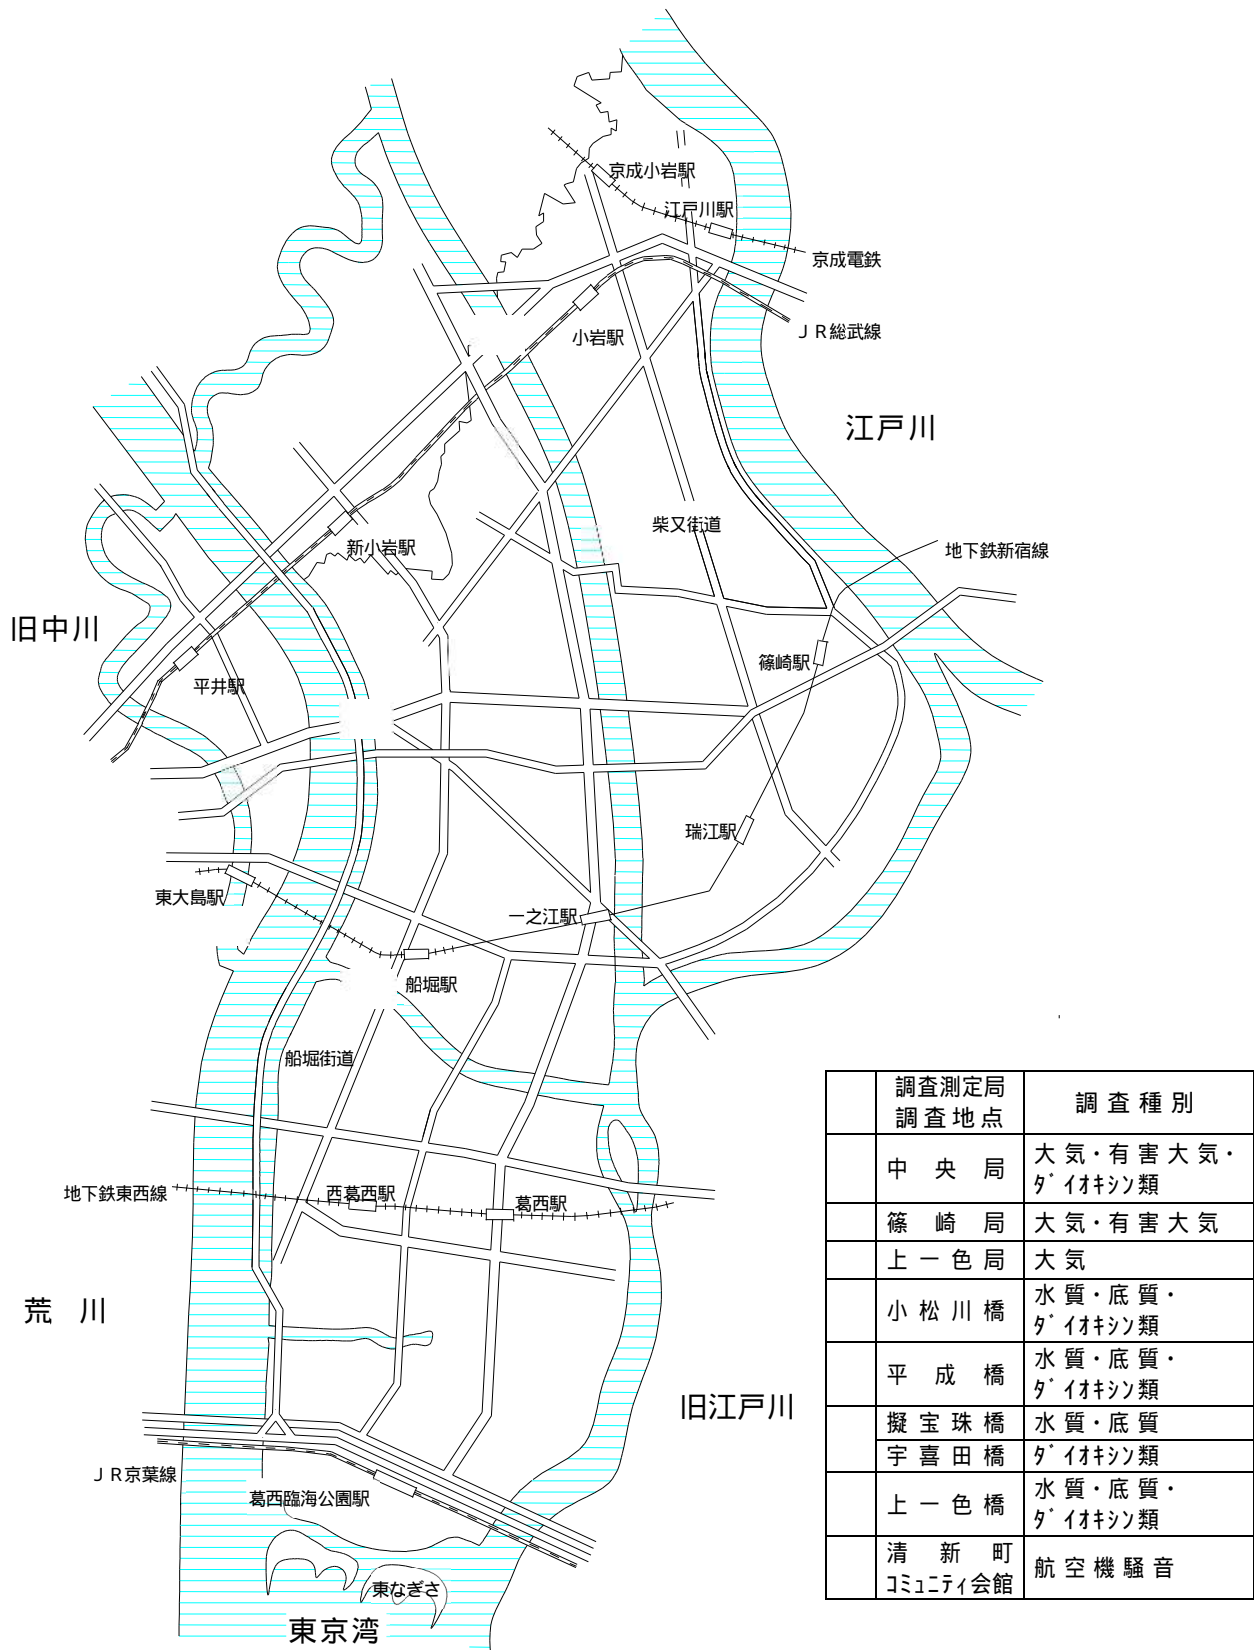 京成小岩駅
江戸川駅
京成電鉄
ＪＲ総武線
小岩駅
江戸川
柴又街道
地下鉄新宿線
新小岩駅
旧中川
篠崎駅
平井駅
瑞江駅
東大島駅
一之江駅
船堀駅
船堀街道
地下鉄東西線
西葛西駅
葛西駅
荒川
旧江戸川
ＪＲ京葉線
葛西臨海公園駅
東なぎさ
東京湾
調査測定局
調査地点
調査種別
中央局
大気・有害大気・
ﾀﾞｲｵｷｼﾝ類
篠崎局
大気・有害大気
上一色局
大気
小松川橋
水質・底質・
ﾀﾞｲｵｷｼﾝ類
平成橋
水質・底質・
ﾀﾞｲｵｷｼﾝ類
擬宝珠橋
水質・底質
宇喜田橋
ﾀﾞｲｵｷｼﾝ類
上一色橋
水質・底質・
ﾀﾞｲｵｷｼﾝ類
清新町
ｺﾐｭﾆﾃｨ会館
航空機騒音